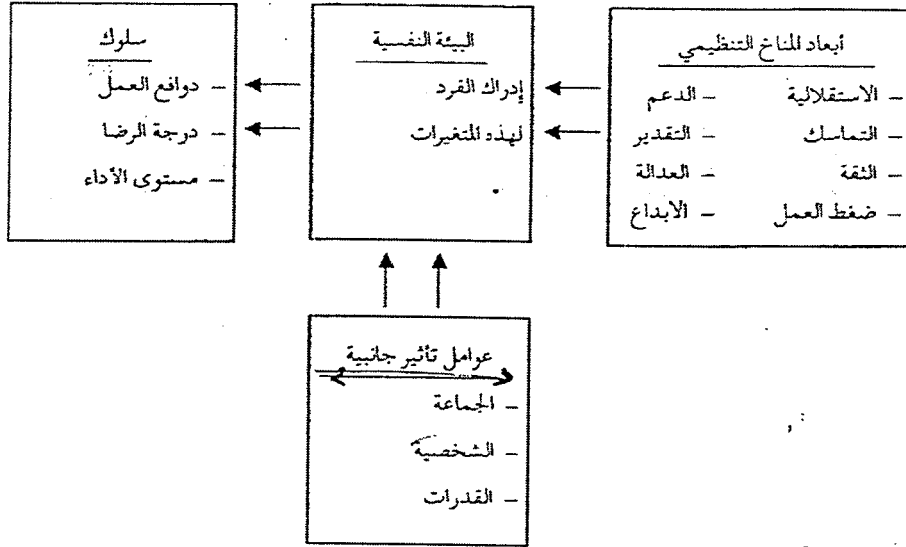 أبعاد المناخ التنظيمي
– الاستقلالية – الدعم
– التماسك – التقدير
– الثقة – العدالة
– ضغط العمل – الابداع
البيئة النفسية
إدراك الفرد
لهذه المتغيرات
سلوك
– دوافع العمل
– درجة الرضا
– مستوى الأداء
عوامل تأثير جانبية
– الجماعة
– الشخصية
– القدرات